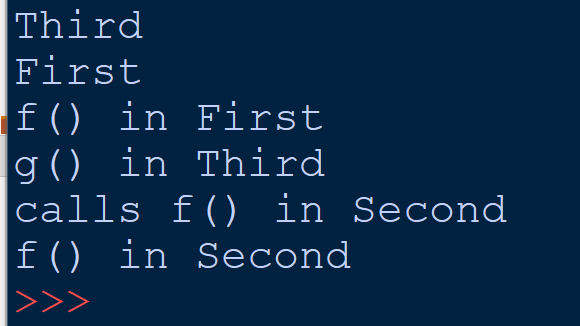 Third
First
f() in First
g() in Third
calls f() in Second
f() in Second
>>>